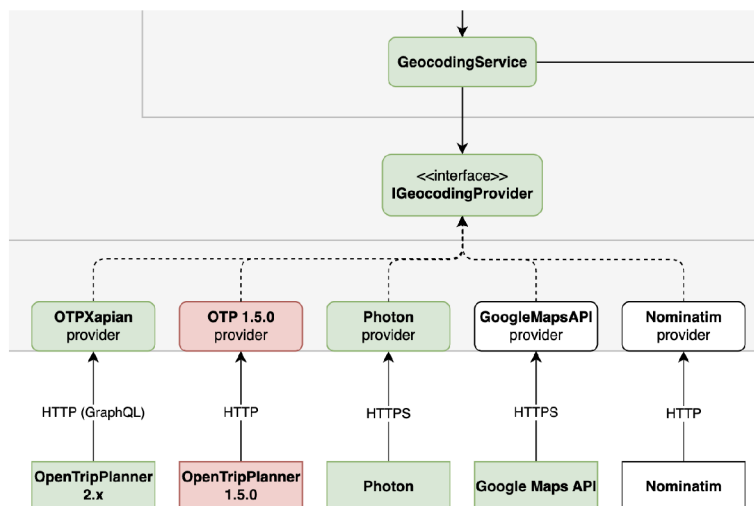 GeocodingService
<<interface>>
IGeocodingProvider
OTPXapian
provider
OTP 1.5.0
provider
Photon
provider
GoogleMapsAPI
provider
Nominatim
provider
HTTP (GraphQL)
HTTP
HTTPS
HTTPS
HTTP
OpenTripPlanner
2.x
OpenTripPlanner
1.5.0
Photon
Google Maps API
Nominatim